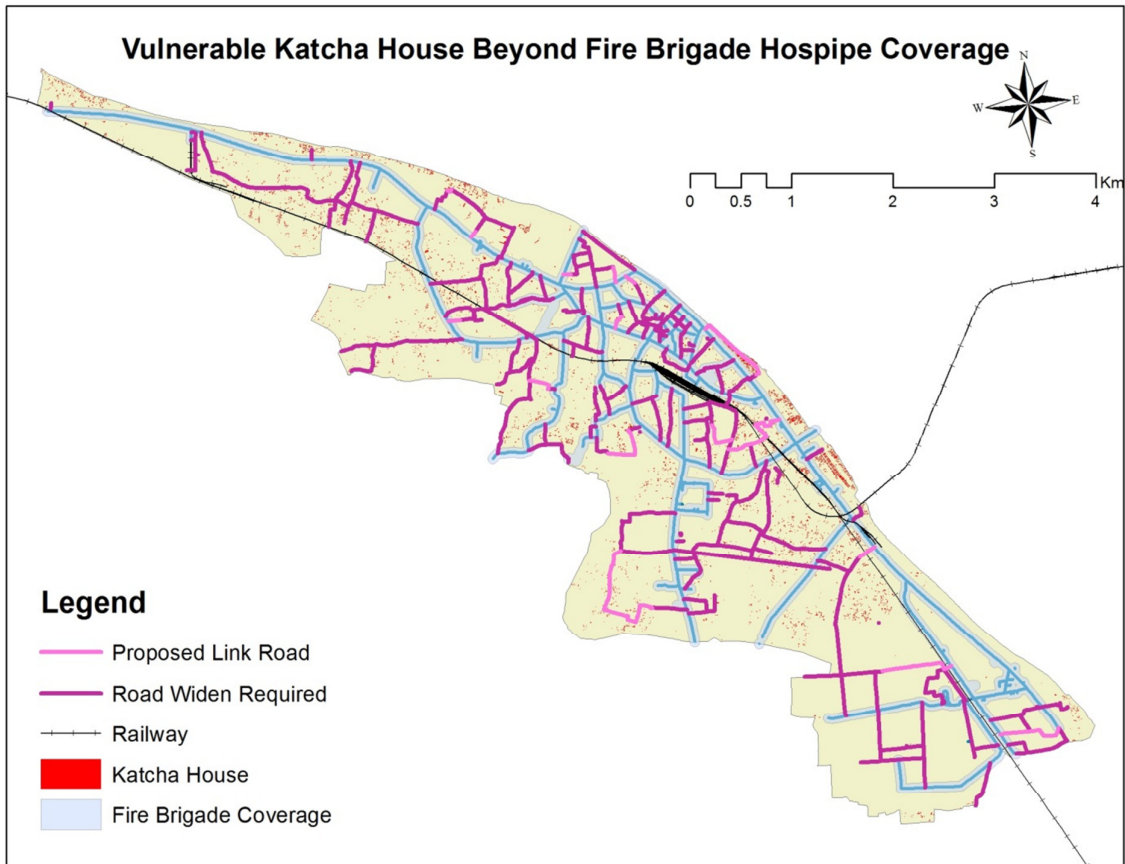 Vulnerable Katcha House Beyond Fire Brigade Hospipe Coverage
N
W E
S
Km
0 0.5 1 2 3 4
Legend
Proposed Link Road
Road Widen Required
Railway
Katcha House
Fire Brigade Coverage